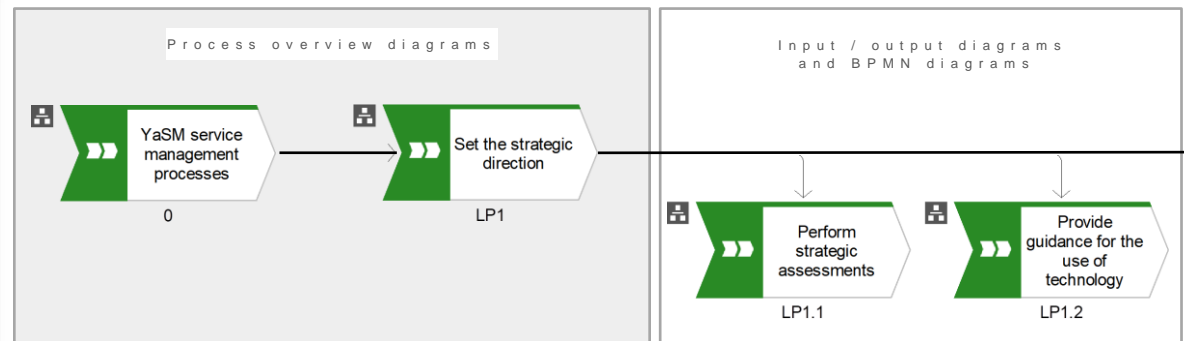 Process overview diagrams
Input / output diagrams
and BPMN diagrams
YaSM service
management
processes
0
Set the strategic
direction
LP1
Perform
strategic
assessments
LP1.1
Provide
guidance for the
use of
technology
LP1.2